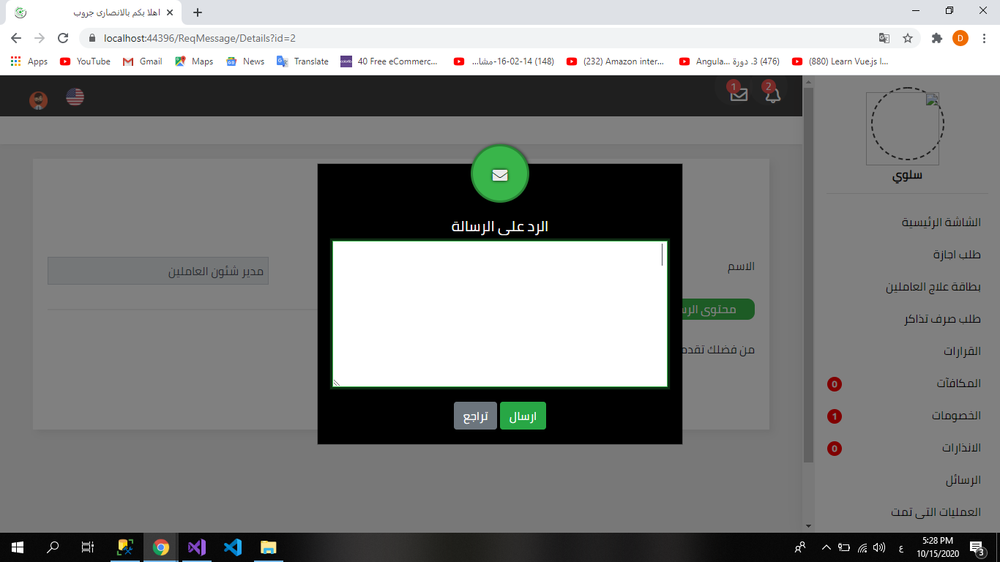 اهلا بكم بالانصارى جروب
localhost:44396/ReqMessage/Details?id=2
D
Apps
YouTube
Gmail
Maps
News
Translate
40 Free eCommerc...
(148) 16-02-14-مشا...
(232) Amazon inter...
(476) 3. دورة Angula...
(880) Learn Vue.js I...
1
2
سلوي
الشاشة الرئيسية
طلب اجازة
بطاقة علاج العاملين
طلب صرف تذاكر
القرارات
المكافآت
0
الخصومات
1
الانذارات
0
الرسائل
العمليات التى تمت
الاسم
مدير شئون العاملين
محتوى الرس
من فضلك تقدم
الرد على الرسالة
ارسال
تراجع
ع
5:28 PM
10/15/2020
3